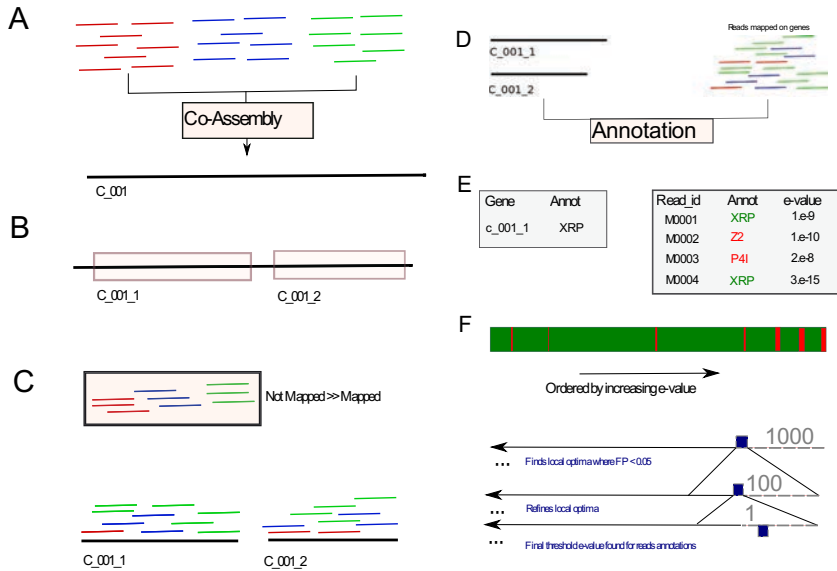 A
Co-Assembly
C_001
B
C_001_1
C_001_2
C
Not Mapped >> Mapped
C_001_1
C_001_2
D
Reads mapped on genes
C_001_1
C_001_2
Annotation
E
Gene Annot
c_001_1 XRP
Read_id Annot e-value
M0001 XRP 1.e-9
M0002 Z2 1.e-10
M0003 P4I 2.e-8
M0004 XRP 3.e-15
F
Ordered by increasing e-value
1000
... Finds local optima where FP < 0.05
100
... Refines local optima
1
... Final threshold e-value found for reads annotations